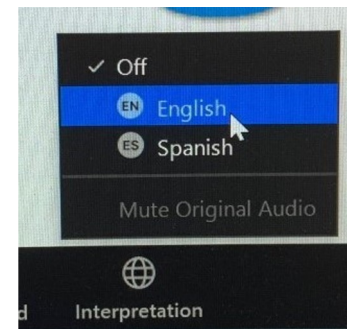 ✓ Off
EN English
ES Spanish
Mute Original Audio
d
Interpretation